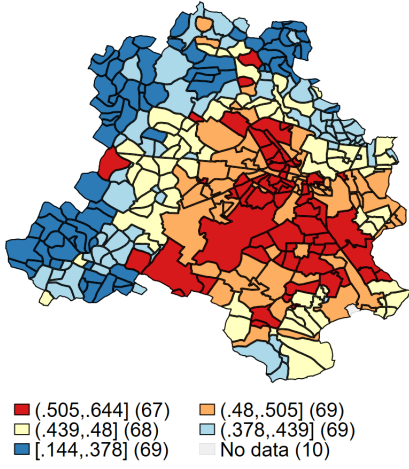 (.505,.644] (67) (.48,.505] (69)
(.439,.48] (68) (.378,.439] (69)
[.144,.378] (69) No data (10)